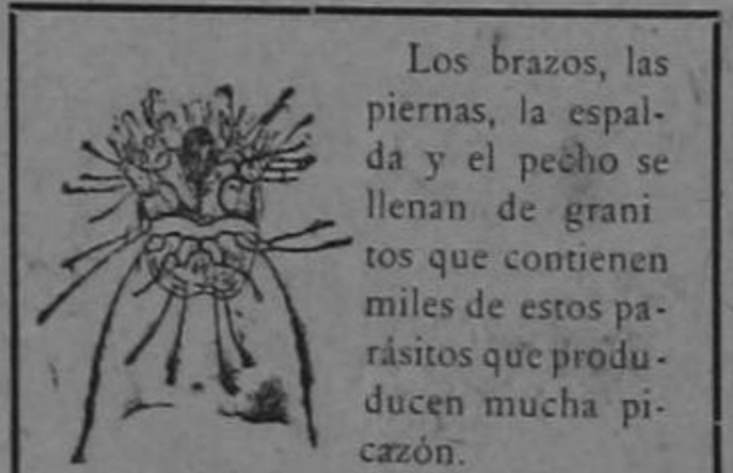 Los brazos, las
piernas, la espal-
da y el pecho se
llenan de grani
tos que contienen
miles de estos pa-
rásitos que produ-
ducen mucha pi-
cazón.